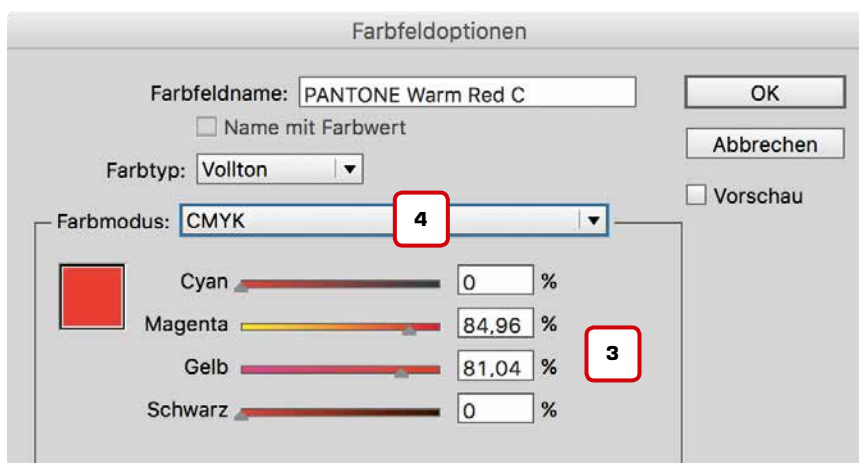 Farbfeldoptionen
Farbfeldname: PANTONE Warm Red C
Name mit Farbwert
Farbtyp: Vollton
Farbmodus: CMYK 4
Cyan 0 %
Magenta 84,96 %
Gelb 81,04 %
3
Schwarz 0 %
OK
Abbrechen
Vorschau